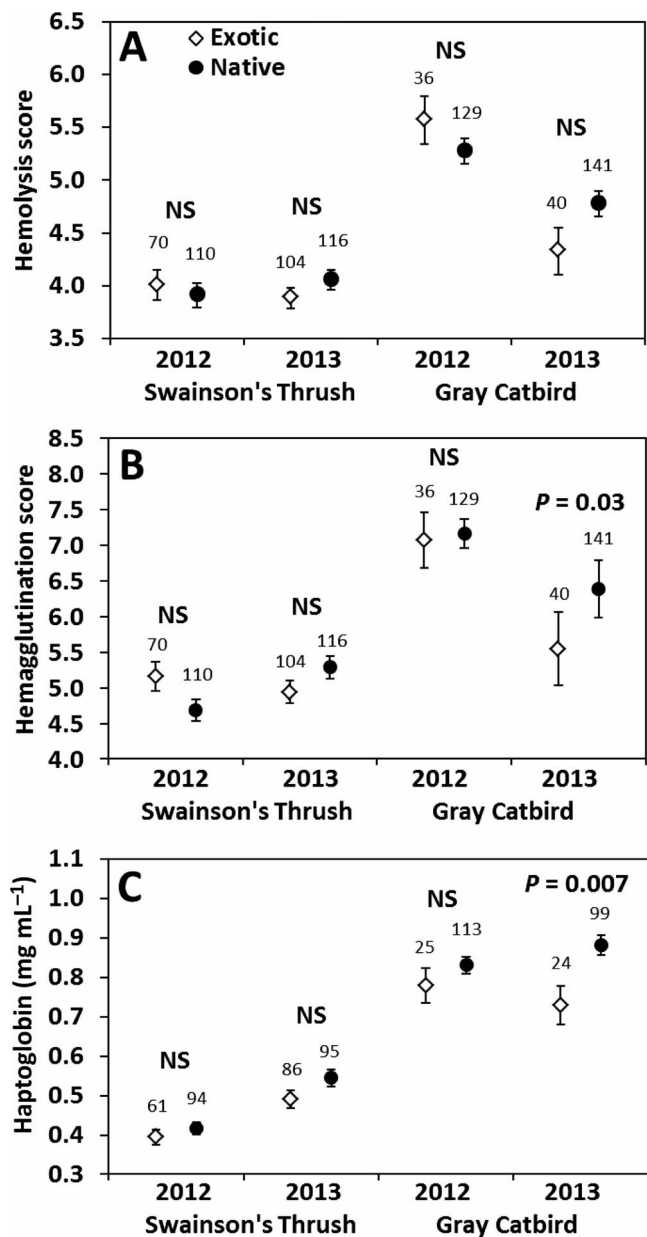 A
Exotic
Native
Hemolysis score
6.5
6.0
5.5
5.0
4.5
4.0
3.5
NS
70
110
NS
104
116
NS
36
129
NS
40
141
2012 2013 2012 2013
Swainson's Thrush Gray Catbird
B
Hemagglutination score
8.5
8.0
7.5
7.0
6.5
6.0
5.5
5.0
4.5
4.0
NS
70
110
NS
104
116
NS
36
129
P = 0.03
40
141
2012 2013 2012 2013
Swainson's Thrush Gray Catbird
C
Haptoglobin (mg mL⁻¹)
1.1
1.0
0.9
0.8
0.7
0.6
0.5
0.4
0.3
NS
61
94
NS
86
95
NS
25
113
P = 0.007
24
99
2012 2013 2012 2013
Swainson's Thrush Gray Catbird